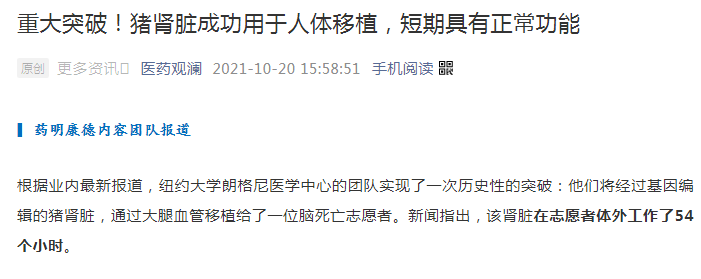 重大突破！猪肾脏成功用于人体移植，短期具有正常功能
原创 更多资讯 医药观澜 2021-10-20 15:58:51 手机阅读
药明康德内容团队报道
根据业内最新报道，纽约大学朗格尼医学中心的团队实现了一次历史性的突破：他们将经过基因编
辑的猪肾脏，通过大腿血管移植给了一位脑死亡志愿者。新闻指出，该肾脏在志愿者体外工作了54
个小时。